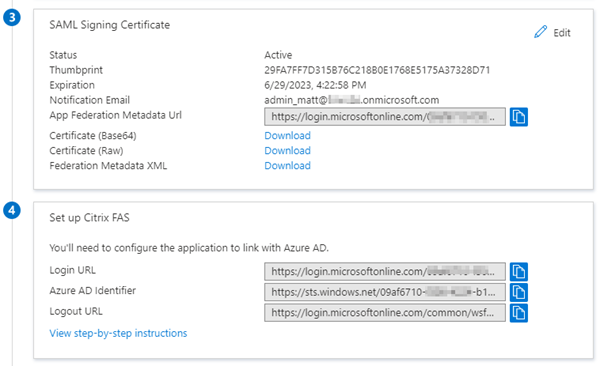 3
SAML Signing Certificate
Edit
Status Active
Thumbprint 29FA7FF7D315B76C218B0E1768E5175A37328D71
Expiration 6/29/2023, 4:22:58 PM
Notification Email admin_matt@ .onmicrosoft.com
App Federation Metadata Url https://login.microsoftonline.com/ ...
Certificate (Base64) Download
Certificate (Raw) Download
Federation Metadata XML Download
4
Set up Citrix FAS
You'll need to configure the application to link with Azure AD.
Login URL https://login.microsoftonline.com/ ...
Azure AD Identifier https://sts.windows.net/09af6710- -b1...
Logout URL https://login.microsoftonline.com/common/wsf...
View step-by-step instructions